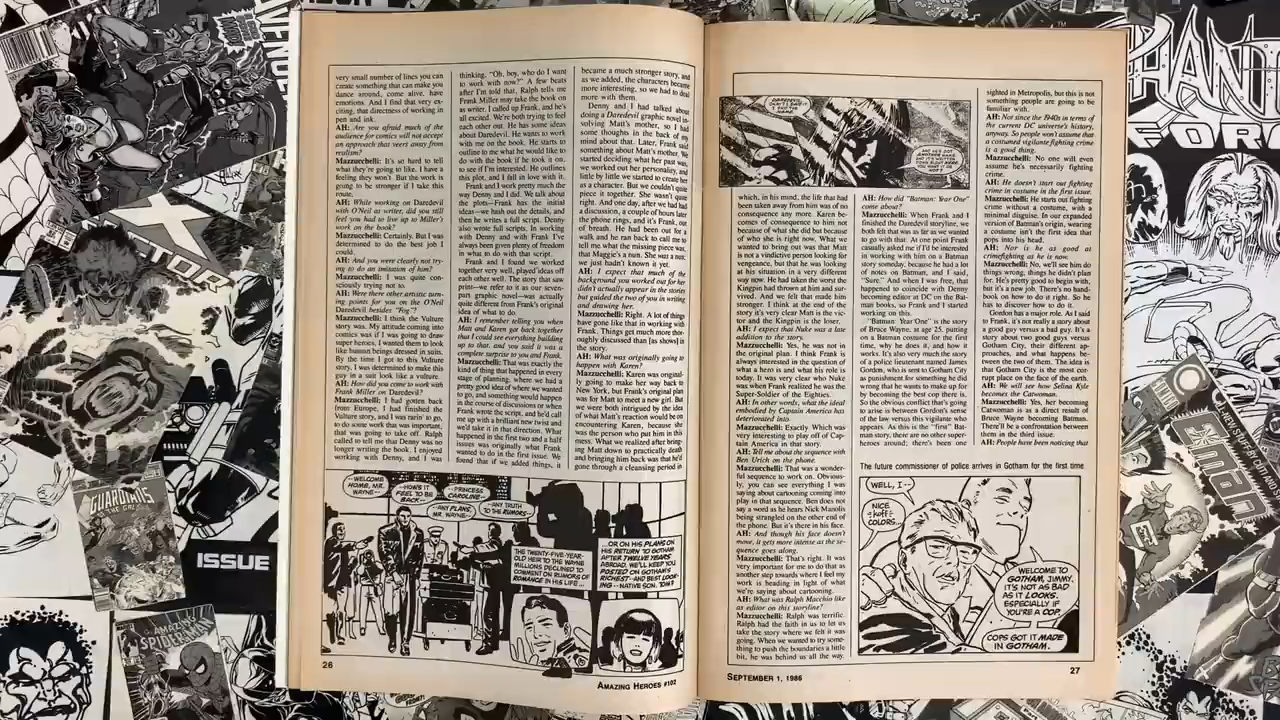 very small number of lines you can
create something that can make you
dance around, come alive, have
emotions. And I find that very ex-
citing, that directness of working in
pen and ink.
AH: Are you afraid much of the
audience for comics will not accept
an approach that veers away from
realism?
Mazzucchelli: It's so hard to tell
what they're going to like. I have a
feeling they won't. But the work is
going to be stronger if I take this
route.
AH: While working on Daredevil
with O'Neil as writer, did you still
feel you had to live up to Miller's
work on the book?
Mazzucchelli: Certainly. But I was
determined to do the best job I
could.
AH: And you were clearly not try-
ing to do an imitation of him?
Mazzucchelli: I was quite con-
sciously trying not to.
AH: Were there other artistic turn-
ing points for you on the O'Neil
Daredevil besides "Fog"?
Mazzucchelli: I think the Vulture
story was. My attitude coming into
comics was if I was going to draw
super heroes, I wanted them to look
like human beings dressed in suits.
By the time I got to this Vulture
story, I was determined to make this
guy in a suit look like a vulture.
AH: How did you come to work with
Frank Miller on Daredevil?
Mazzucchelli: I had gotten back
from Europe, I had finished the
Vulture story, and I was rarin' to go,
to do some work that was important,
that was going to take off. Ralph
called to tell me that Denny was no
longer writing the book. I enjoyed
working with Denny, and I was
thinking, "Oh, boy, who do I want
to work with now?" A few beats
after I'm told that, Ralph tells me
Frank Miller may take the book on
as writer. I called up Frank, and he's
all excited. We're both trying to feel
each other out. He has some ideas
about Daredevil. He wants to work
with me on the book. He starts to
outline to me what he would like to
do with the book if he took it on,
to see if I'm interested. He outlines
this plot, and I fall in love with it.
Frank and I work pretty much the
way Denny and I did. We talk about
the plots—Frank has the initial
ideas—we hash out the details, and
then he writes a full script. Denny
also wrote full scripts. In working
with Denny and with Frank I've
always been given plenty of freedom
in what to do with that script.
Frank and I found we worked
together very well, played ideas off
each other well. The story that saw
print—we refer to it as our seven-
part graphic novel—was actually
quite different from Frank's original
idea of what to do.
AH: I remember telling you when
Matt and Karen got back together
that I could see everything building
up to that, and you said it was a
complete surprise to you and Frank.
Mazzucchelli: That was exactly the
kind of thing that happened in every
stage of planning, where we had a
pretty good idea of where we wanted
to go, and something would happen
in the course of discussions or when
Frank wrote the script, and he'd call
me up with a brilliant new twist and
we'd take it in that direction. What
happened in the first two and a half
issues was originally what Frank
wanted to do in the first issue. We
found that if we added things, it
became a much stronger story, and
as we added, the characters became
more interesting, so we had to deal
more with them.
Denny and I had talked about
doing a Daredevil graphic novel in-
volving Matt's mother, so I had
some thoughts in the back of my
mind about that. Later, Frank said
something about Matt's mother. We
started deciding what her past was,
we worked out her personality, and
little by little we started to create her
as a character. But we couldn't quite
piece it together. She wasn't quite
right. And one day, after we had had
a discussion, a couple of hours later
the phone rings, and it's Frank, out
of breath. He had been out for a
walk and he ran back to call me to
tell me what the missing piece was,
that Maggie's a nun. She was a nun;
we just hadn't known it yet.
AH: I expect that much of the
background you worked out for her
didn't actually appear in the stories
but guided the two of you in writing
and drawing her.
Mazzucchelli: Right. A lot of things
have gone like that in working with
Frank. Things get much more thor-
oughly discussed than [as shown] is
the story.
AH: What was originally going to
happen with Karen?
Mazzucchelli: Karen was original-
ly going to make her way back to
New York, but Frank's original plan
was for Matt to meet a new girl. But
we were both intrigued by the idea
of what Matt's reaction would be on
encountering Karen, because she
was the person who put him in this
mess. What we realized after bring-
ing Matt down to practically death
and bringing him back was that he'd
gone through a cleansing period in
WELCOME
HOME, MR.
WAYNE--
--HOW'S IT
FEEL TO BE
BACK--
--PRINCESS
CAROLINE--
--ANY PLANS,
MR. WAYNE--
--ANY TRUTH
TO THE RUMORS--
THE TWENTY-FIVE-YEAR-
OLD HEIR TO THE WAYNE
MILLIONS DECLINED TO
COMMENT ON RUMORS OF
ROMANCE IN HIS LIFE...
...OR ON HIS PLANS ON
HIS RETURN TO GOTHAM
AFTER TWELVE YEARS
ABROAD. WE'LL KEEP YOU
POSTED ON GOTHAM'S
RICHEST--AND BEST LOOK-
ING--NATIVE SON. TOM?
26
AMAZING HEROES #102
which, in his mind, the life that had
been taken away from him was of no
consequence any more. Karen be-
comes of consequence to him not
because of what she did but because
of who she is right now. What we
wanted to bring out was that Matt
is not a vindictive person looking for
vengeance, but that he was looking
at his situation in a very different
way now. He had taken the worst the
Kingpin had thrown at him and sur-
vived. And we felt that made him
stronger. I think at the end of the
story it's very clear Matt is the vic-
tor and the Kingpin is the loser.
AH: I expect that Nuke was a late
addition to the story.
Mazzucchelli: Yes, he was not in
the original plan. I think Frank is
always interested in the question of
what a hero is and what his role is
today. It was very clear who Nuke
was when Frank realized he was the
Super-Soldier of the Eighties.
AH: In other words, what the ideal
embodied by Captain America has
deteriorated into.
Mazzucchelli: Exactly. Which was
very interesting to play off of Cap-
tain America in that story.
AH: Tell me about the sequence with
Ben Urich on the phone.
Mazzucchelli: That was a wonder-
ful sequence to work on. Obvious-
ly, you can see everything I was
saying about cartooning coming into
play in that sequence. Ben does not
say a word as he hears Nick Manolis
being strangled on the other end of
the phone. But it's there in his face.
AH: And though his face doesn't
move, it gets more intense as the se-
quence goes along.
Mazzucchelli: That's right. It was
very important for me to do that as
another step towards where I feel my
work is heading in light of what
we're saying about cartooning.
AH: What was Ralph Macchio like
as editor on this storyline?
Mazzucchelli: Ralph was terrific.
Ralph had the faith in us to let us
take the story where we felt it was
going. When we wanted to try some-
thing to push the boundaries a little
bit, he was behind us all the way.
AH: How did "Batman: Year One"
come about?
Mazzucchelli: When Frank and I
finished the Daredevil storyline, we
both felt that was as far as we wanted
to go with that. At one point Frank
casually asked me if I'd be interested
in working with him on a Batman
story someday, because he had a lot
of notes on Batman, and I said,
"Sure." And when I was free, that
happened to coincide with Denny
becoming editor at DC on the Bat-
man books, so Frank and I started
working on this.
"Batman: Year One" is the story
of Bruce Wayne, at age 25, putting
on a Batman costume for the first
time, why he does it, and how it
works. It's also very much the story
of a police lieutenant named James
Gordon, who is sent to Gotham City
as punishment for something he did
wrong that he wants to make up for
by becoming the best cop there is.
So the obvious conflict that's going
to arise is between Gordon's sense
of the law versus this vigilante who
appears. As this is the "first" Bat-
man story, there are no other super-
heroes around; there's been one
sighted in Metropolis, but this is not
something people are going to be
familiar with.
AH: Not since the 1940s in terms of
the current DC universe's history,
anyway. So people won't assume that
a costumed vigilante fighting crime
is a good thing.
Mazzucchelli: No one will even
assume he's necessarily fighting
crime.
AH: He doesn't start out fighting
crime in costume in the first issue.
Mazzucchelli: He starts out fighting
crime without a costume, with a
minimal disguise. In our expanded
version of Batman's origin, wearing
a costume isn't the first idea that
pops into his head.
AH: Nor is he as good at
crimefighting as he is now.
Mazzucchelli: No, we'll see him do
things wrong, things he didn't plan
for. He's pretty good to begin with,
but it's a new job. There's no hand-
book on how to do it right. So he
has to discover how to do it.
Gordon has a major role. As I said
to Frank, it's not really a story about
a good guy versus a bad guy. It's a
story about two good guys versus
Gotham City, their different ap-
proaches, and what happens be-
tween the two of them. The idea is
that Gotham City is the most cor-
rupt place on the face of the earth.
AH: We will see how Selina Kyle
becomes the Catwoman.
Mazzucchelli: Yes, her becoming
Catwoman is as a direct result of
Bruce Wayne becoming Batman.
There'll be a confrontation between
them in the third issue.
AH: People have been noticing that
The future commissioner of police arrives in Gotham for the first time
WELL, I--
NICE
*koff*
COLORS...
WELCOME TO
GOTHAM, JIMMY.
IT'S NOT AS BAD
AS IT LOOKS.
ESPECIALLY IF
YOU'RE A COP.
COPS GOT IT MADE
IN GOTHAM.
SEPTEMBER 1, 1986
27
ISSUE
GUARDIANS